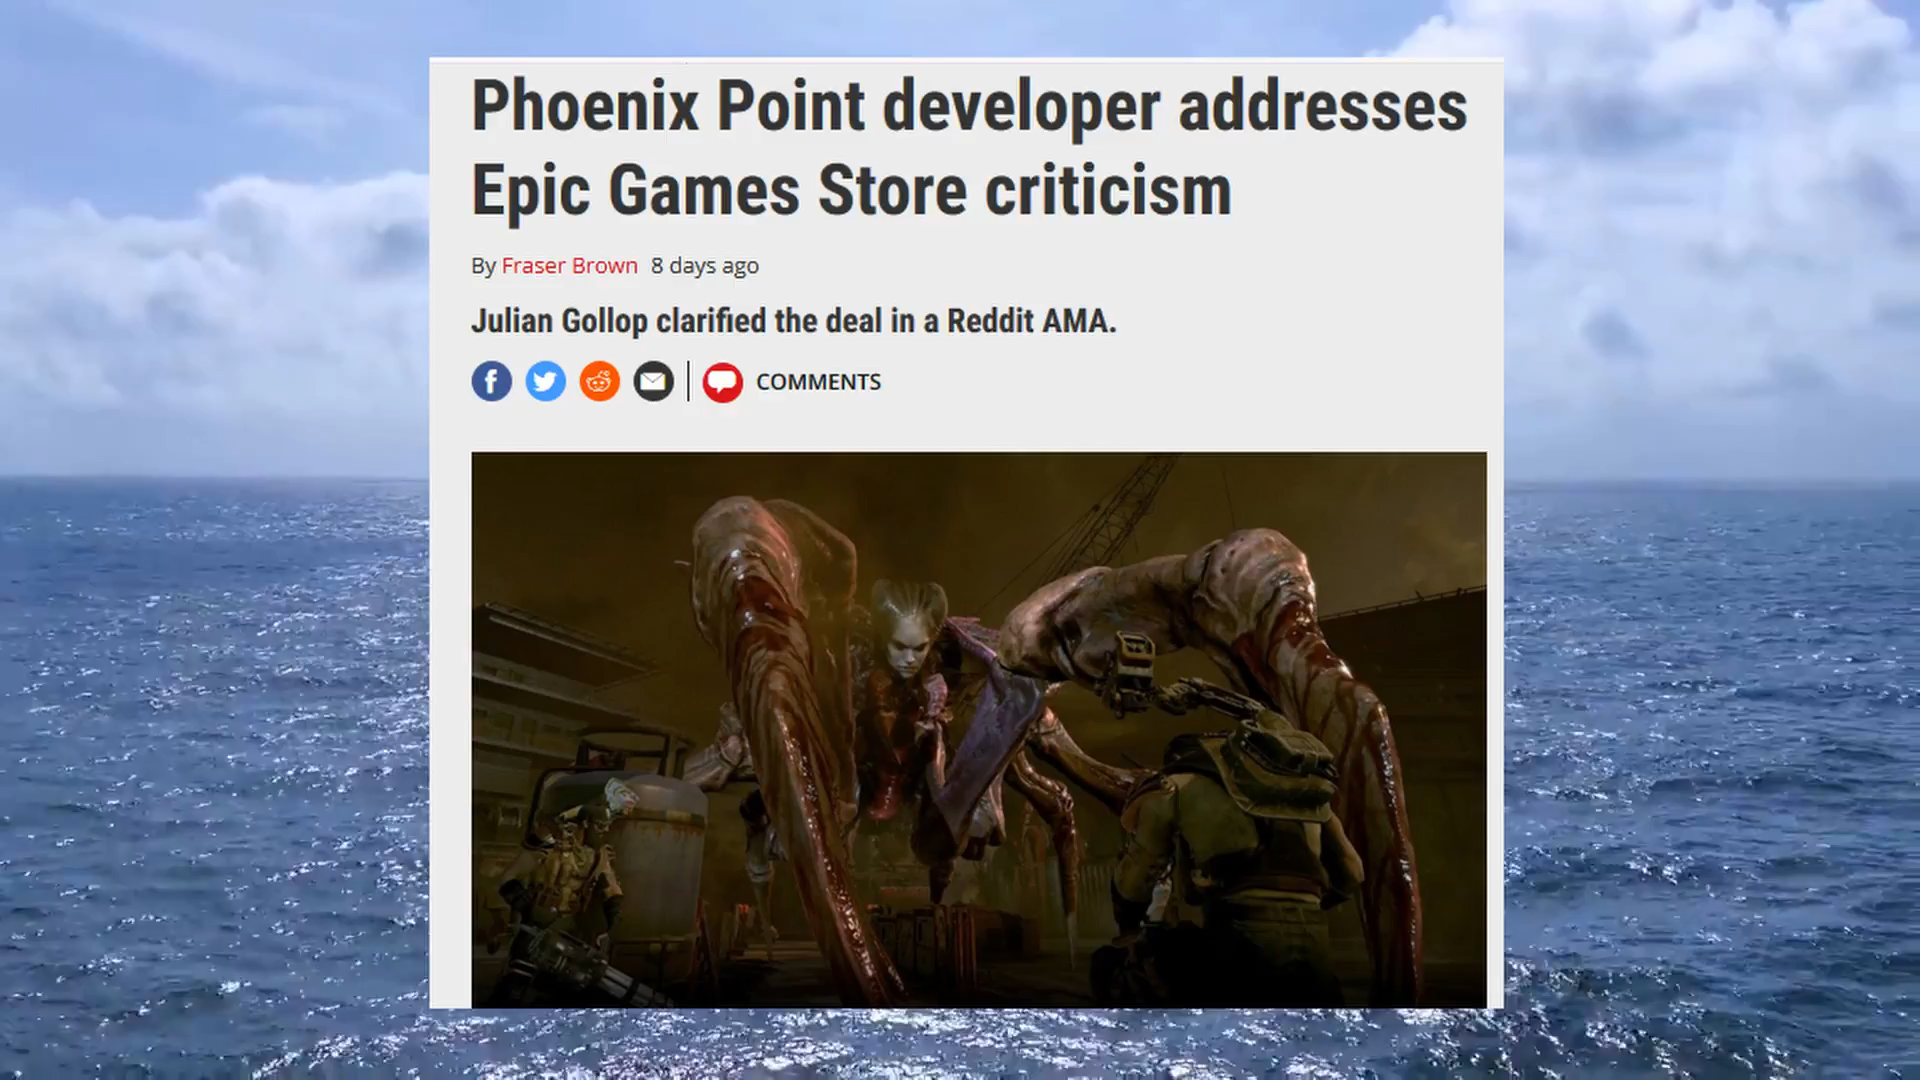 Phoenix Point developer addresses
Epic Games Store criticism
By Fraser Brown 8 days ago
Julian Gollop clarified the deal in a Reddit AMA.
COMMENTS